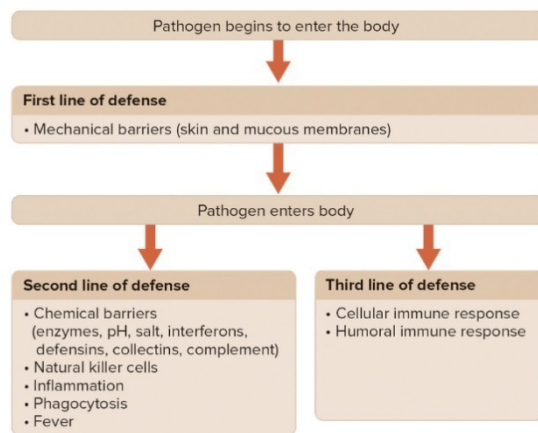 Pathogen begins to enter the body
First line of defense
• Mechanical barriers (skin and mucous membranes)
Pathogen enters body
Second line of defense
• Chemical barriers
(enzymes, pH, salt, interferons,
defensins, collectins, complement)
• Natural killer cells
• Inflammation
• Phagocytosis
• Fever
Third line of defense
• Cellular immune response
• Humoral immune response